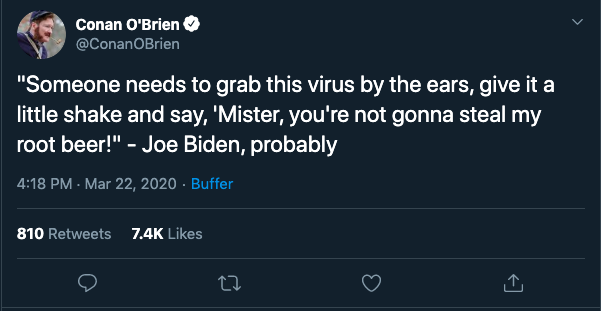 Conan O'Brien
@ConanOBrien
"Someone needs to grab this virus by the ears, give it a
little shake and say, 'Mister, you're not gonna steal my
root beer!" - Joe Biden, probably
4:18 PM · Mar 22, 2020 · Buffer
810 Retweets 7.4K Likes